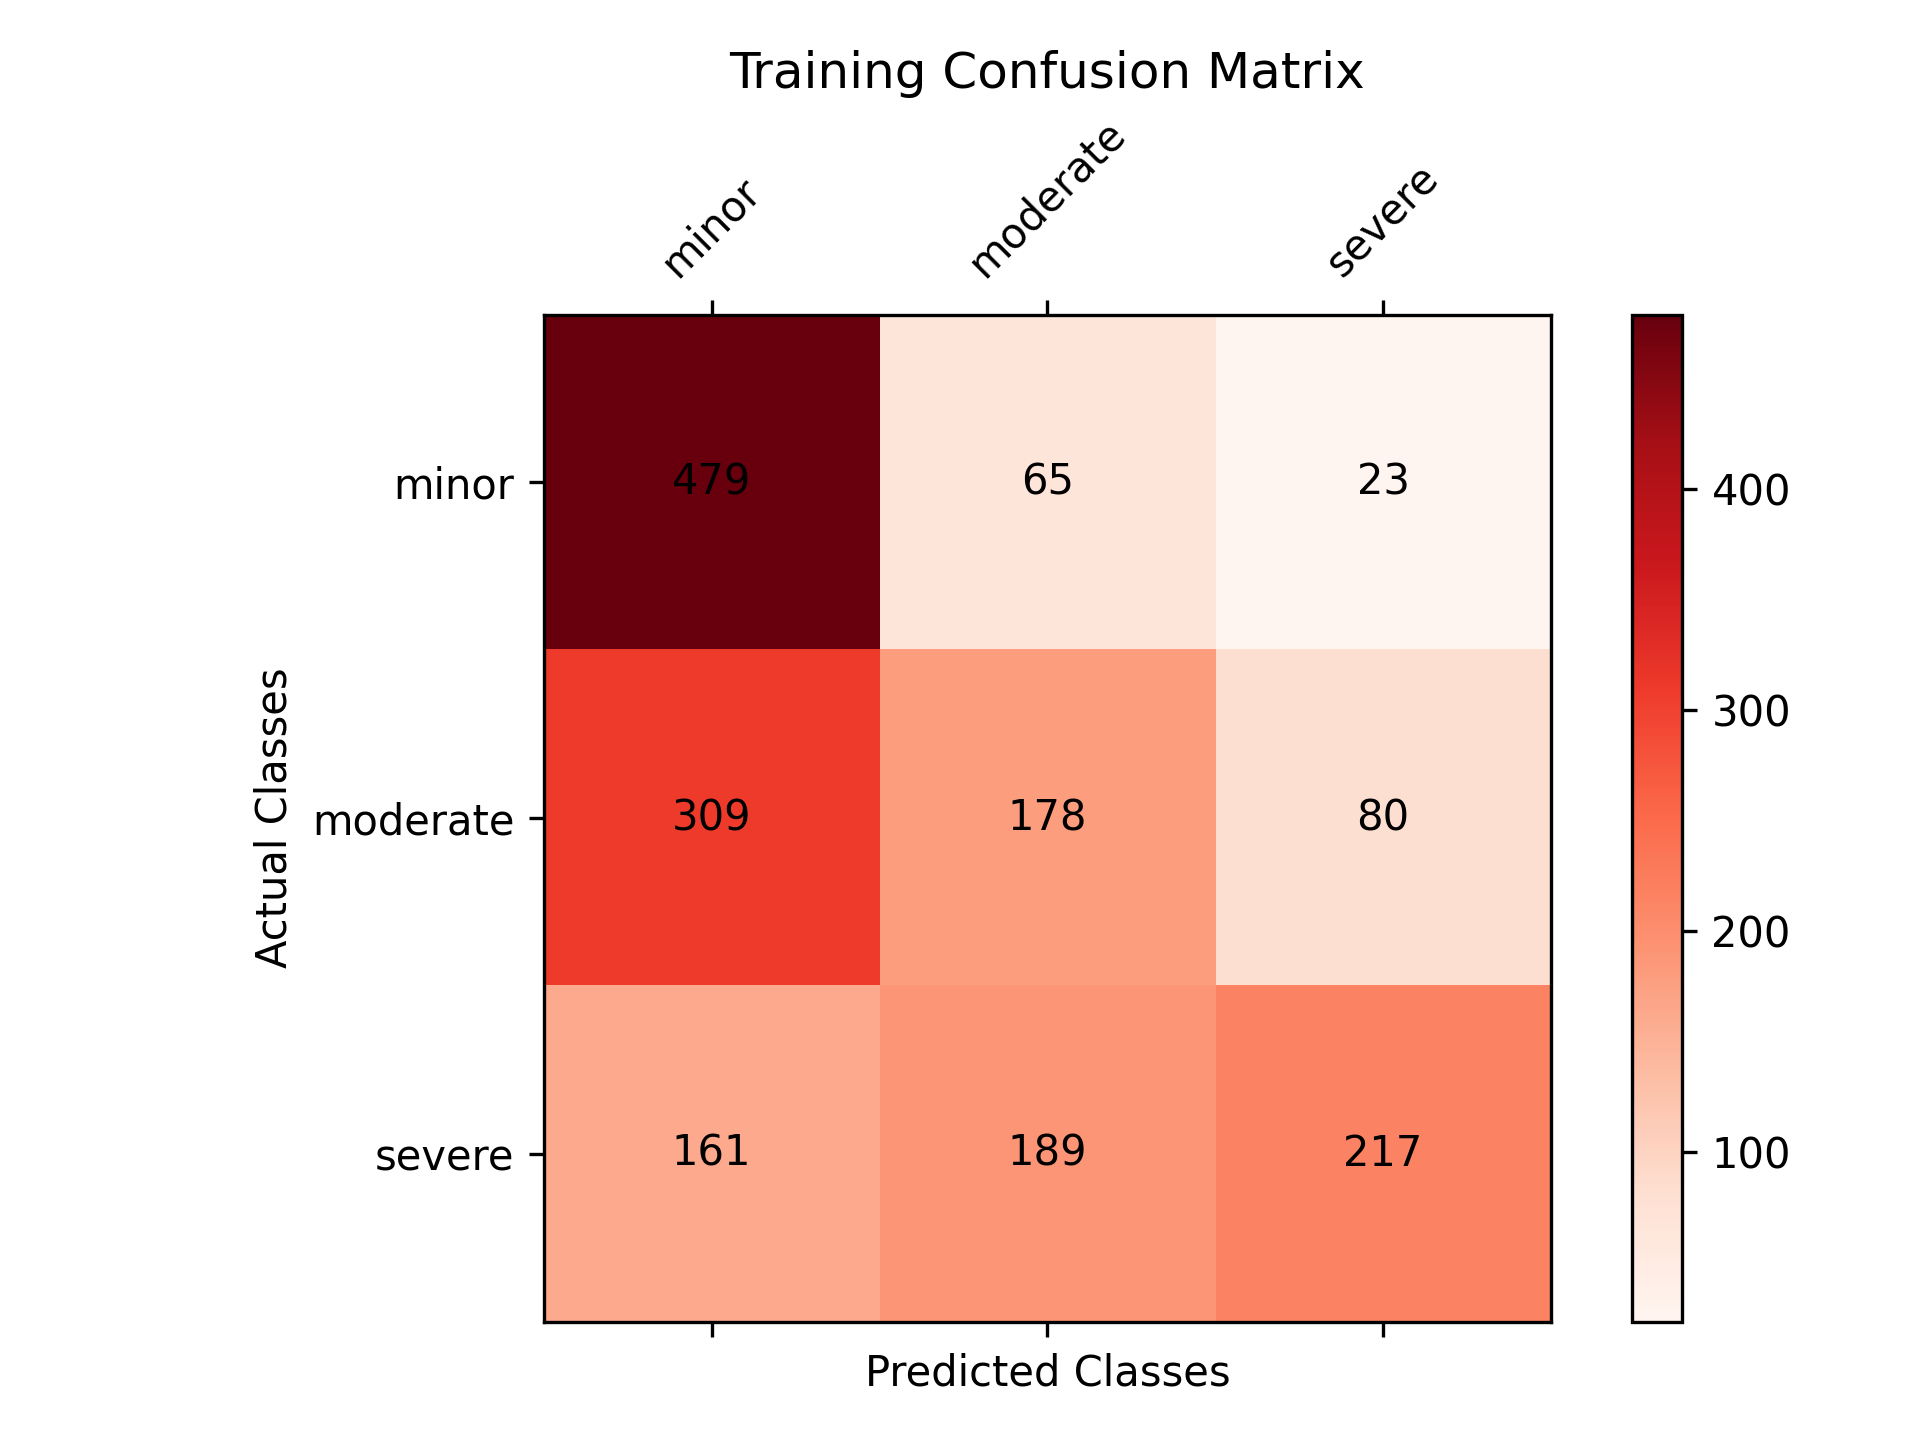 Training Confusion Matrix
minor moderate severe
minor 479 65 23
moderate 309 178 80
severe 161 189 217
Actual Classes
Predicted Classes
400
300
200
100